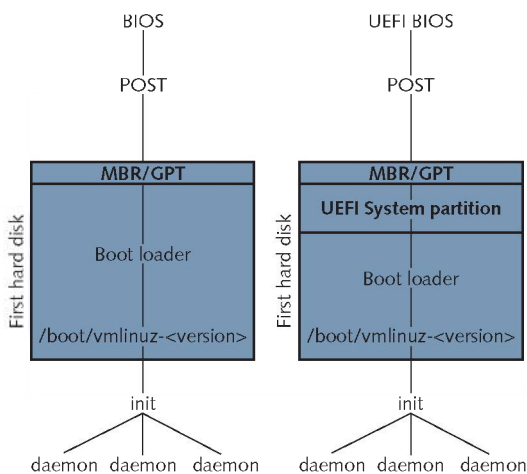 BIOS
POST
MBR/GPT
Boot loader
/boot/vmlinuz-<version>
First hard disk
init
daemon daemon daemon
UEFI BIOS
POST
MBR/GPT
UEFI System partition
Boot loader
/boot/vmlinuz-<version>
First hard disk
init
daemon daemon daemon